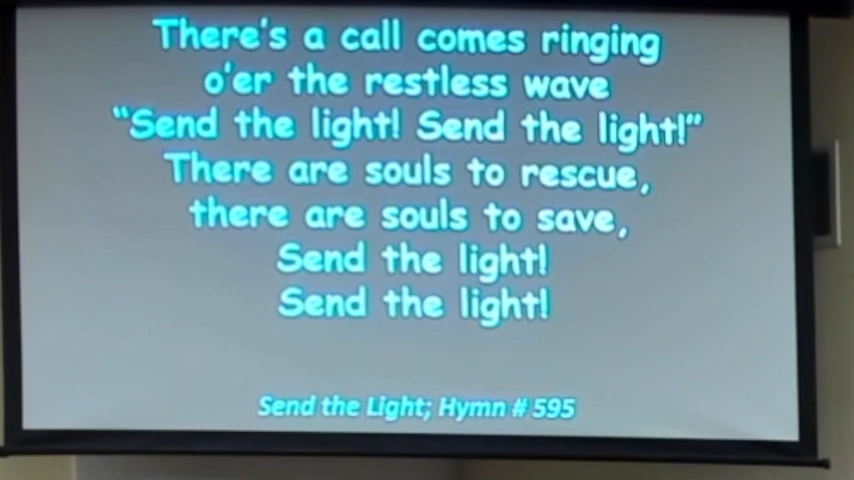 There's a call comes ringing
o'er the restless wave
"Send the light! Send the light!"
There are souls to rescue,
there are souls to save,
Send the light!
Send the light!
Send the Light; Hymn # 595